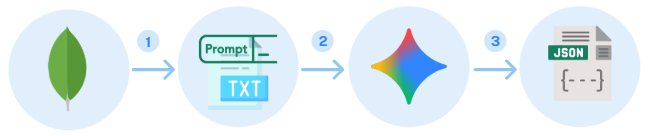 1
Prompt
TXT
2
3
JSON
{---}